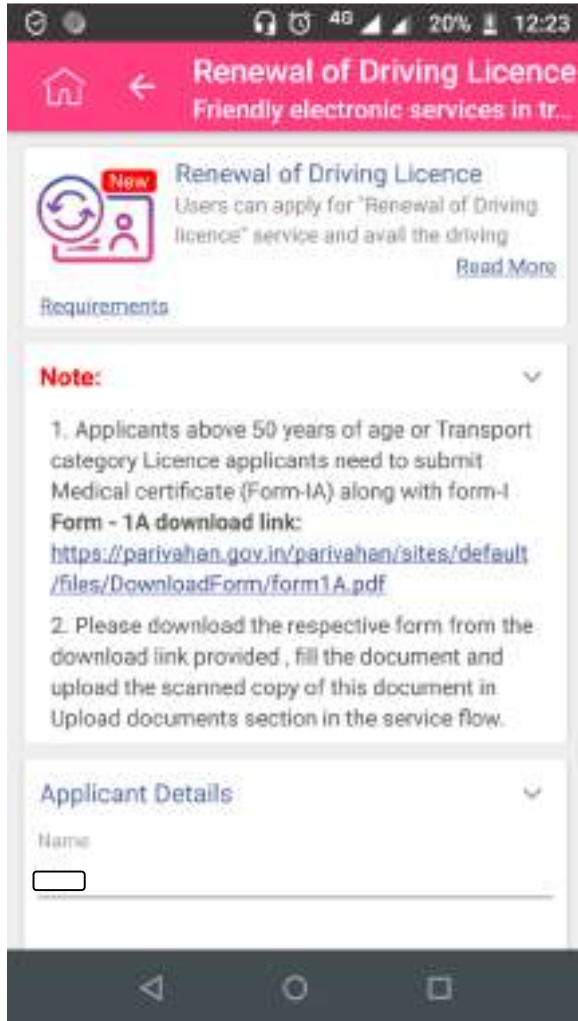 4G 20% 12:23
Renewal of Driving Licence
Friendly electronic services in tr...
New
Renewal of Driving Licence
Users can apply for "Renewal of Driving
licence" service and avail the driving
Read More
Requirements
Note:
1. Applicants above 50 years of age or Transport
category Licence applicants need to submit
Medical certificate (Form-IA) along with form-I
Form - 1A download link:
https://parivahan.gov.in/parivahan/sites/default
/files/DownloadForm/form1A.pdf
2. Please download the respective form from the
download link provided , fill the document and
upload the scanned copy of this document in
Upload documents section in the service flow.
Applicant Details
Name